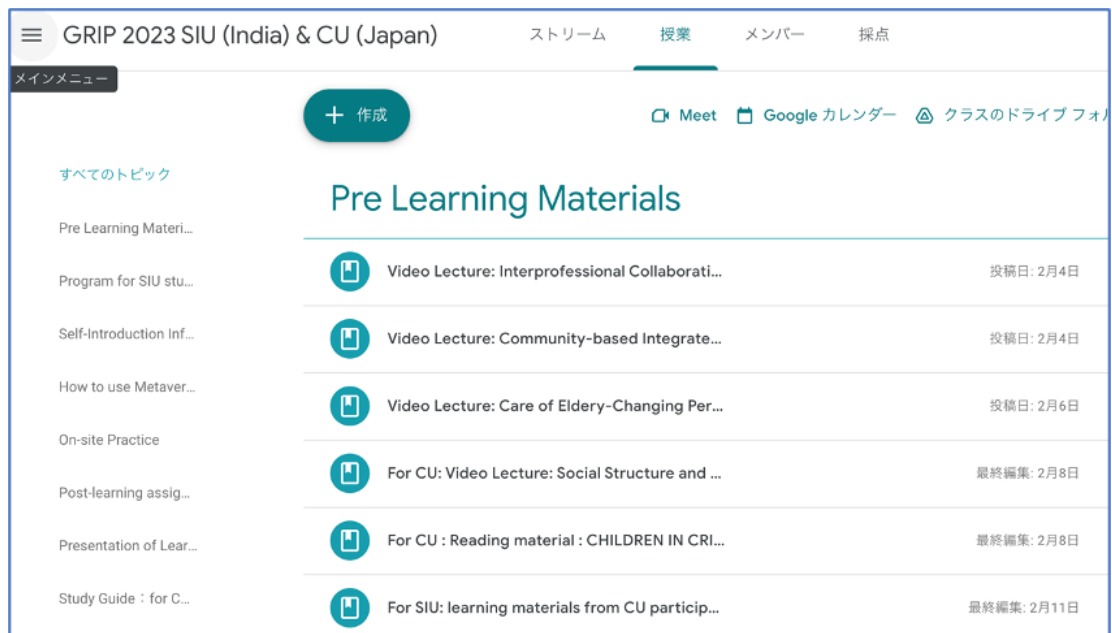 GRIP 2023 SIU (India) & CU (Japan)
ストリーム 授業 メンバー 採点
メインメニュー
作成
Meet Google カレンダー クラスのドライブ フォル
すべてのトピック
Pre Learning Materi...
Program for SIU stu...
Self-Introduction Inf...
How to use Metaver...
On-site Practice
Post-learning assig...
Presentation of Lear...
Study Guide：for C...
Pre Learning Materials
Video Lecture: Interprofessional Collaborati... 投稿日: 2月4日
Video Lecture: Community-based Integrate... 投稿日: 2月4日
Video Lecture: Care of Eldery-Changing Per... 投稿日: 2月6日
For CU: Video Lecture: Social Structure and ... 最終編集: 2月8日
For CU : Reading material : CHILDREN IN CRI... 最終編集: 2月8日
For SIU: learning materials from CU particip... 最終編集: 2月11日